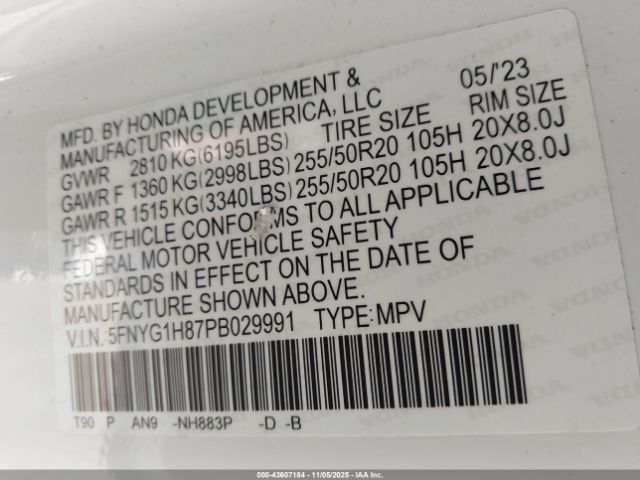 MFD. BY HONDA DEVELOPMENT & 05/'23
MANUFACTURING OF AMERICA, LLC
TIRE SIZE RIM SIZE
GVWR 2810 KG(6195LBS)
GAWR F 1360 KG(2998LBS) 255/50R20 105H 20X8.0J
GAWR R 1515 KG(3340LBS) 255/50R20 105H 20X8.0J
THIS VEHICLE CONFORMS TO ALL APPLICABLE
FEDERAL MOTOR VEHICLE SAFETY
STANDARDS IN EFFECT ON THE DATE OF
MANUFACTURE SHOWN ABOVE.
V.I.N.:5FNYG1H87PB029991 TYPE:MPV
T90 P AN9 -NH883P -D -B
000-43607164 - 11/05/2025 - IAA Inc.